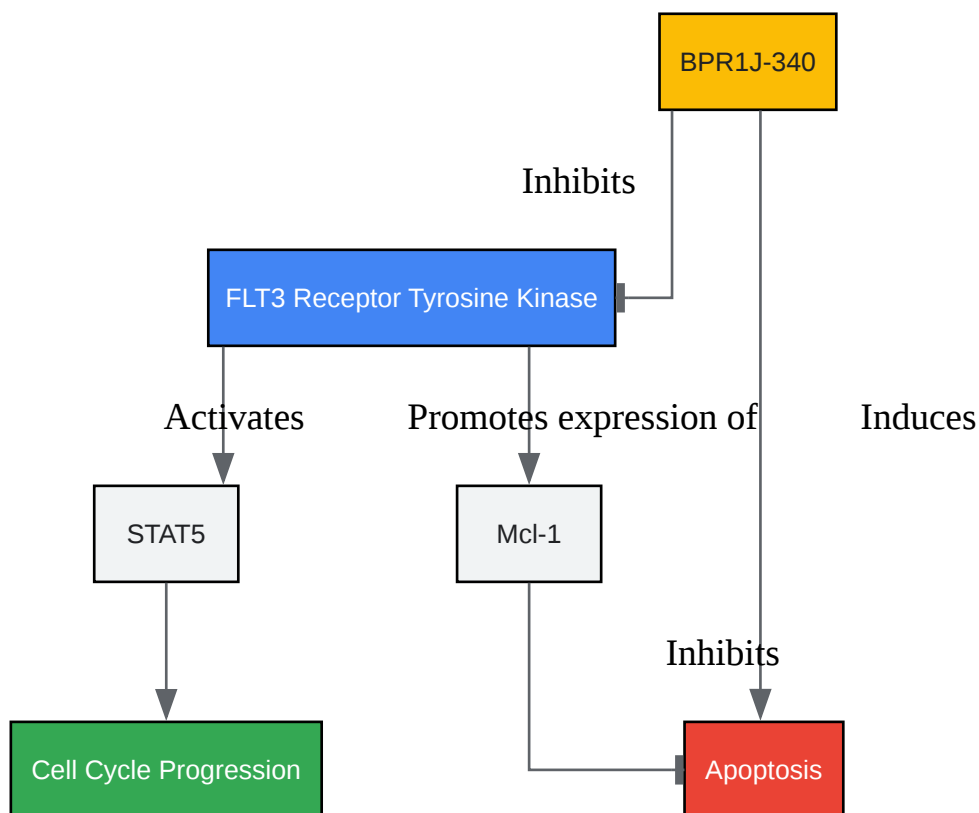 BPR1J-340
Inhibits
FLT3 Receptor Tyrosine Kinase
Activates
Promotes expression of
Induces
STAT5
Mcl-1
Inhibits
Cell Cycle Progression
Apoptosis